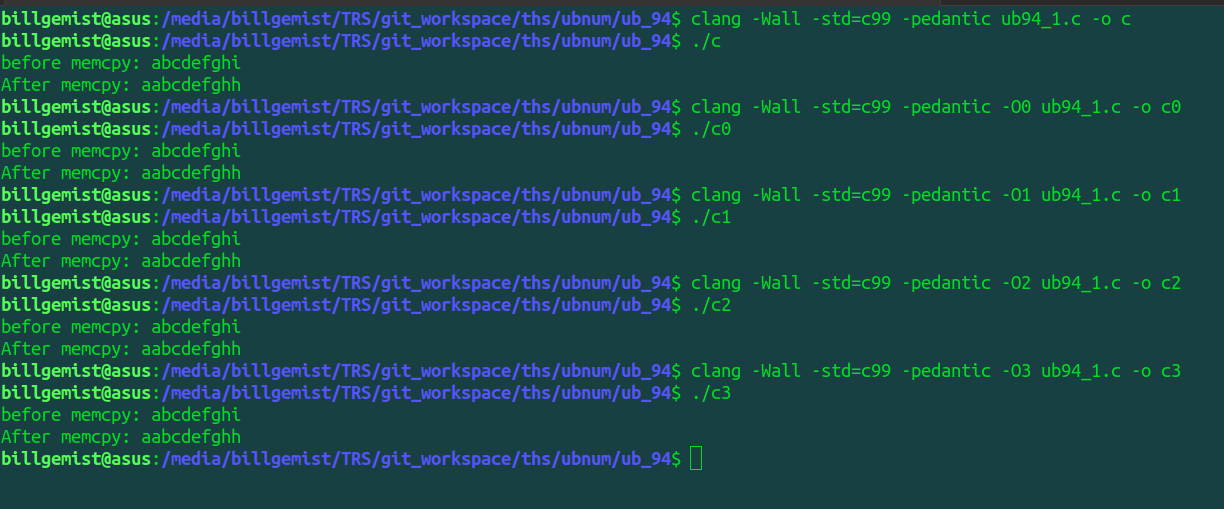 billgemist@asus:/media/billgemist/TRS/git_workspace/ths/ubnum/ub_94$ clang -Wall -std=c99 -pedantic ub94_1.c -o c
billgemist@asus:/media/billgemist/TRS/git_workspace/ths/ubnum/ub_94$ ./c
before memcpy: abcdefghi
After memcpy: aabcdefghh
billgemist@asus:/media/billgemist/TRS/git_workspace/ths/ubnum/ub_94$ clang -Wall -std=c99 -pedantic -O0 ub94_1.c -o c0
billgemist@asus:/media/billgemist/TRS/git_workspace/ths/ubnum/ub_94$ ./c0
before memcpy: abcdefghi
After memcpy: aabcdefghh
billgemist@asus:/media/billgemist/TRS/git_workspace/ths/ubnum/ub_94$ clang -Wall -std=c99 -pedantic -O1 ub94_1.c -o c1
billgemist@asus:/media/billgemist/TRS/git_workspace/ths/ubnum/ub_94$ ./c1
before memcpy: abcdefghi
After memcpy: aabcdefghh
billgemist@asus:/media/billgemist/TRS/git_workspace/ths/ubnum/ub_94$ clang -Wall -std=c99 -pedantic -O2 ub94_1.c -o c2
billgemist@asus:/media/billgemist/TRS/git_workspace/ths/ubnum/ub_94$ ./c2
before memcpy: abcdefghi
After memcpy: aabcdefghh
billgemist@asus:/media/billgemist/TRS/git_workspace/ths/ubnum/ub_94$ clang -Wall -std=c99 -pedantic -O3 ub94_1.c -o c3
billgemist@asus:/media/billgemist/TRS/git_workspace/ths/ubnum/ub_94$ ./c3
before memcpy: abcdefghi
After memcpy: aabcdefghh
billgemist@asus:/media/billgemist/TRS/git_workspace/ths/ubnum/ub_94$